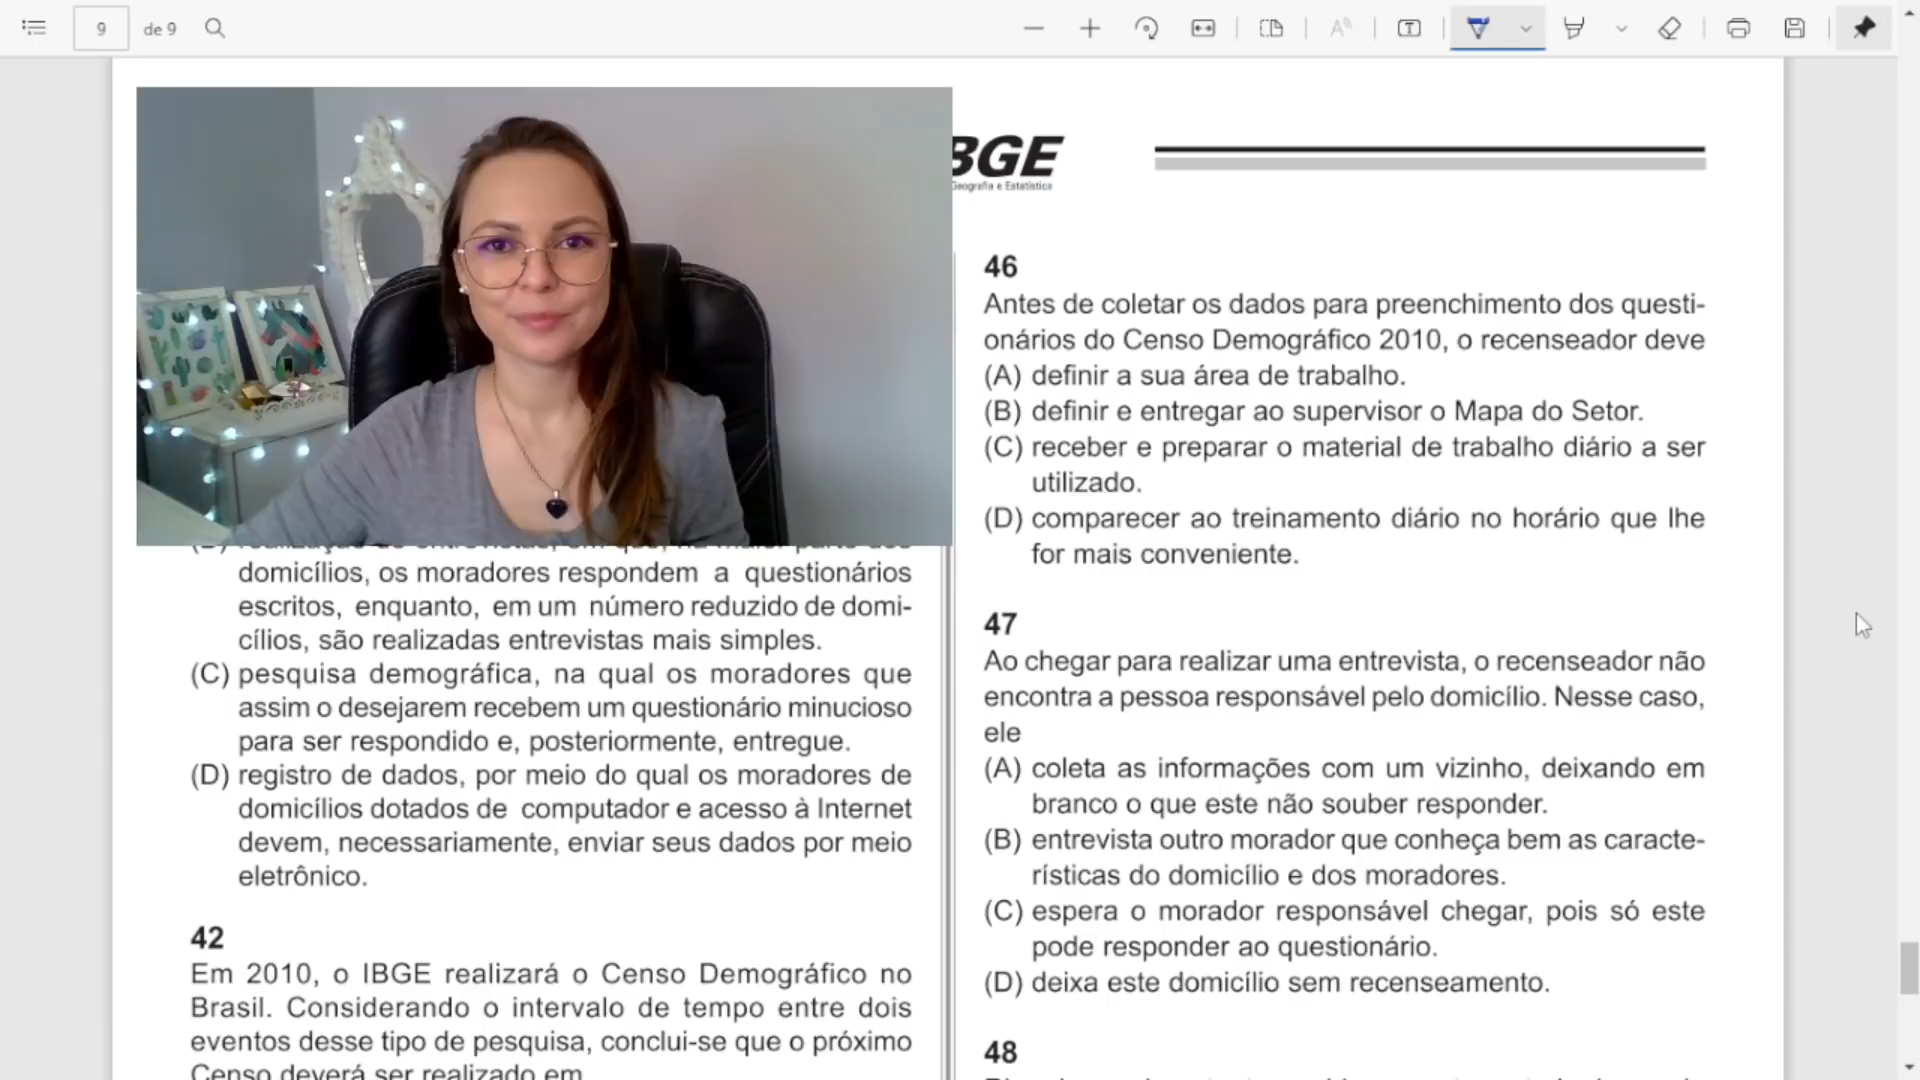 9 de 9
BGE
Geografia e Estatística
domicílios, os moradores respondem a questionários
escritos, enquanto, em um número reduzido de domi-
cílios, são realizadas entrevistas mais simples.
(C) pesquisa demográfica, na qual os moradores que
assim o desejarem recebem um questionário minucioso
para ser respondido e, posteriormente, entregue.
(D) registro de dados, por meio do qual os moradores de
domicílios dotados de computador e acesso à Internet
devem, necessariamente, enviar seus dados por meio
eletrônico.
42
Em 2010, o IBGE realizará o Censo Demográfico no
Brasil. Considerando o intervalo de tempo entre dois
eventos desse tipo de pesquisa, conclui-se que o próximo
Censo deverá ser realizado em
46
Antes de coletar os dados para preenchimento dos questi-
onários do Censo Demográfico 2010, o recenseador deve
(A) definir a sua área de trabalho.
(B) definir e entregar ao supervisor o Mapa do Setor.
(C) receber e preparar o material de trabalho diário a ser
utilizado.
(D) comparecer ao treinamento diário no horário que lhe
for mais conveniente.
47
Ao chegar para realizar uma entrevista, o recenseador não
encontra a pessoa responsável pelo domicílio. Nesse caso,
ele
(A) coleta as informações com um vizinho, deixando em
branco o que este não souber responder.
(B) entrevista outro morador que conheça bem as caracte-
rísticas do domicílio e dos moradores.
(C) espera o morador responsável chegar, pois só este
pode responder ao questionário.
(D) deixa este domicílio sem recenseamento.
48